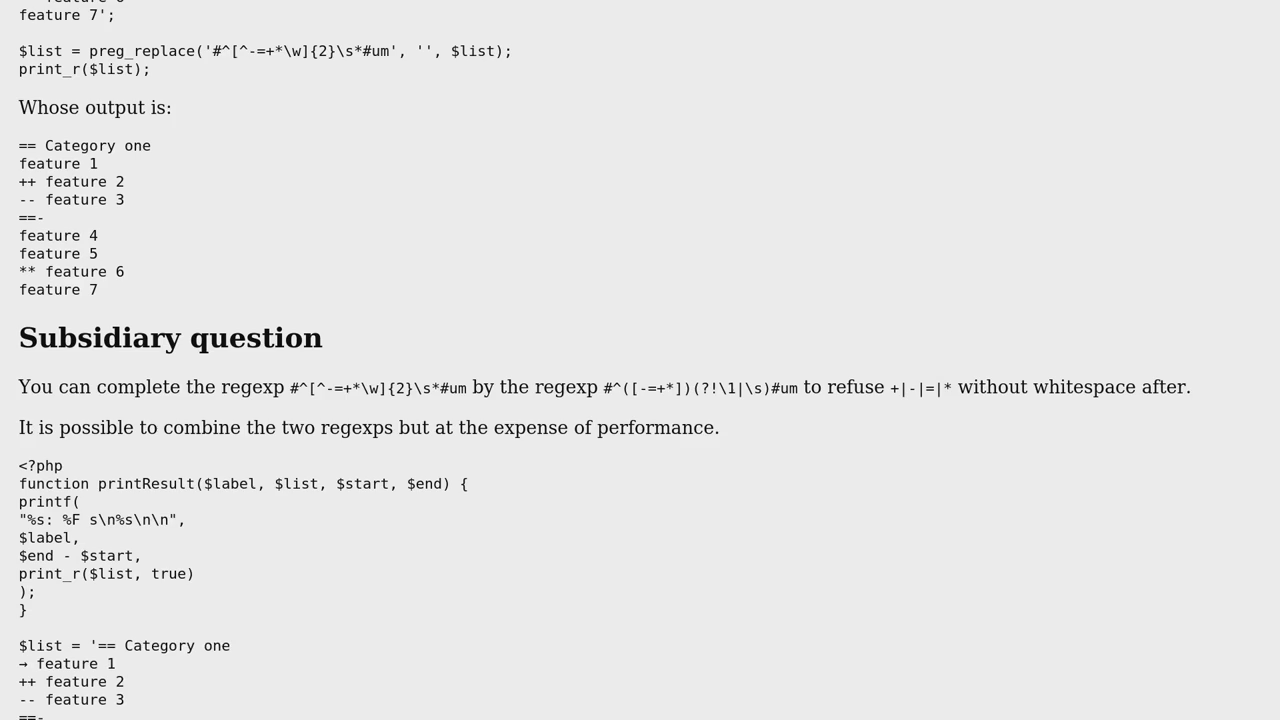 feature 7';
$list = preg_replace('#^[^-=+*\w]{2}\s*#um', '', $list);
print_r($list);
Whose output is:
== Category one
feature 1
++ feature 2
-- feature 3
==-
feature 4
feature 5
** feature 6
feature 7
Subsidiary question
You can complete the regexp #^[^-=+*\w]{2}\s*#um by the regexp #^([-=+*])(?!\1|\s)#um to refuse +|-|=|* without whitespace after.
It is possible to combine the two regexps but at the expense of performance.
<?php
function printResult($label, $list, $start, $end) {
printf(
"%s: %F s\n%s\n\n",
$label,
$end - $start,
print_r($list, true)
);
}
$list = '== Category one
→ feature 1
++ feature 2
-- feature 3
==-